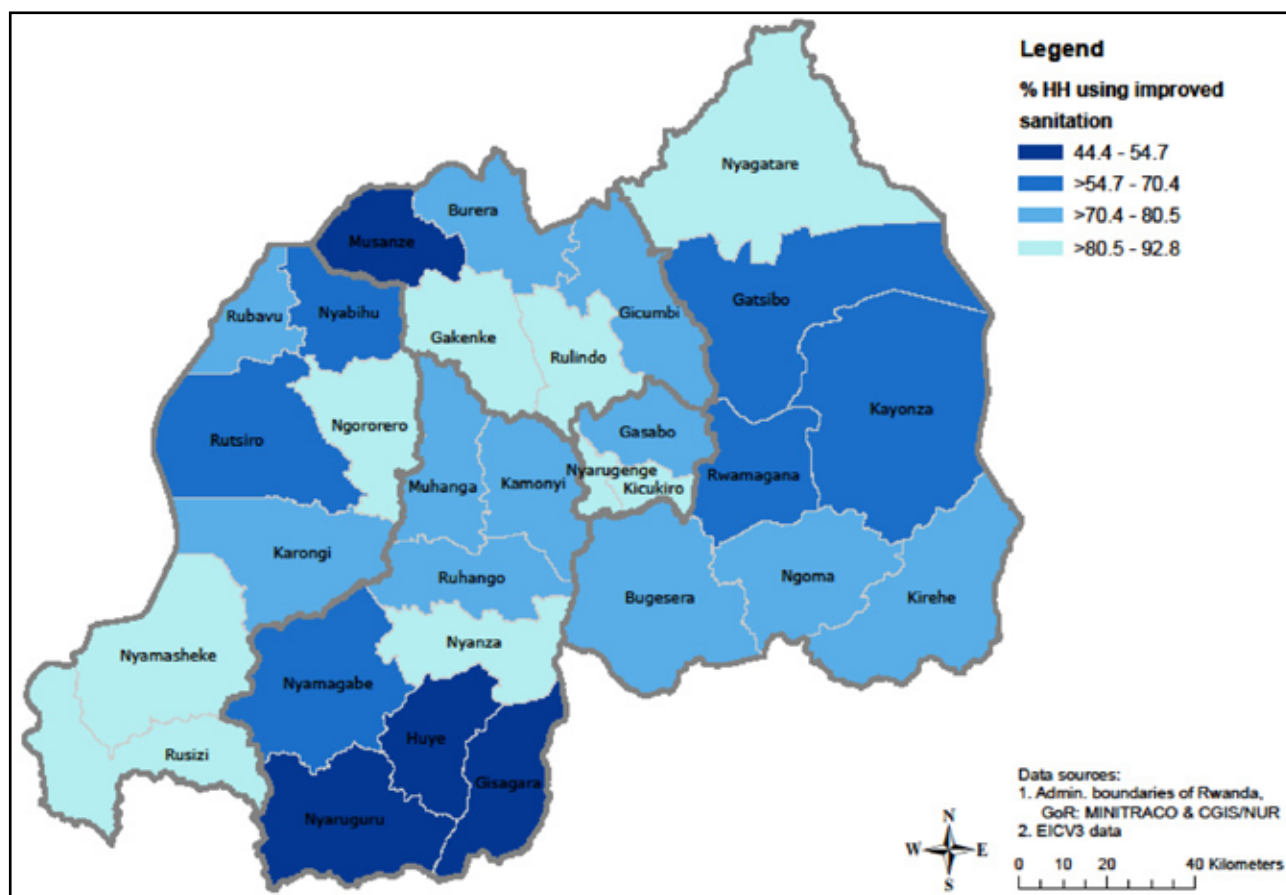 Legend
% HH using improved
sanitation
44.4 - 54.7
>54.7 - 70.4
>70.4 - 80.5
>80.5 - 92.8
Nyagatare
Burera
Musanze
Gatsibo
Nyabihu
Rubavu
Gicumbi
Gakenke
Rulindo
Kayonza
Ngororero
Gasabo
Rutsiro
Nyarugenge
Rwamagana
Kicukiro
Muhanga
Kamonyi
Karongi
Ruhango
Ngoma
Bugesera
Kirehe
Nyanza
Nyamasheke
Nyamagabe
Huye
Rusizi
Gisagara
Nyaruguru
Data sources:
1. Admin. boundaries of Rwanda,
GoR: MINITRACO & CGIS/NUR
2. EICV3 data
N
W E
S
0 10 20 40 Kilometers